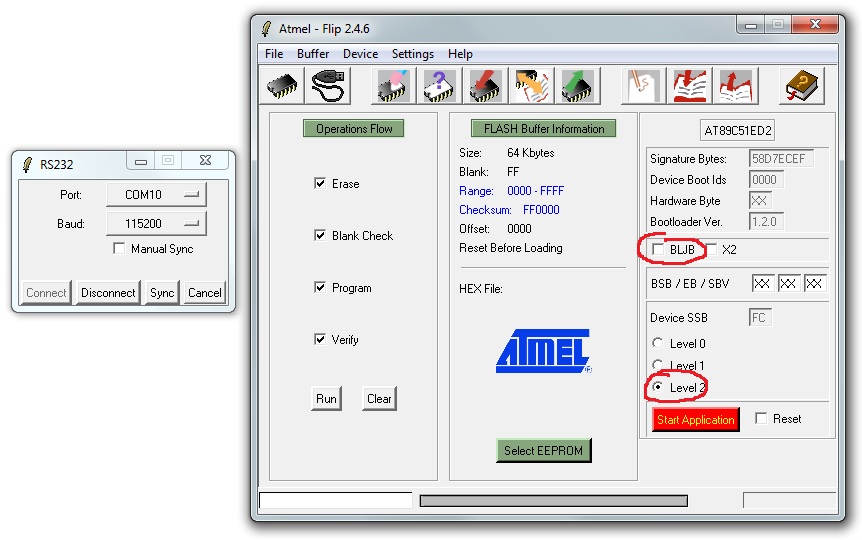 RS232
Port: COM10
Baud: 115200
Manual Sync
Connect Disconnect Sync Cancel
Atmel - Flip 2.4.6
File Buffer Device Settings Help
Operations Flow
Erase
Blank Check
Program
Verify
Run Clear
FLASH Buffer Information
Size: 64 Kbytes
Blank: FF
Range: 0000 - FFFF
Checksum: FF0000
Offset: 0000
Reset Before Loading
HEX File:
ATMEL
Select EEPROM
AT89C51ED2
Signature Bytes: 58D7ECEF
Device Boot Ids 0000
Hardware Byte XX
Bootloader Ver. 1.2.0
BLJB X2
BSB / EB / SBV XX XX XX
Device SSB FC
Level 0
Level 1
Level 2
Start Application Reset